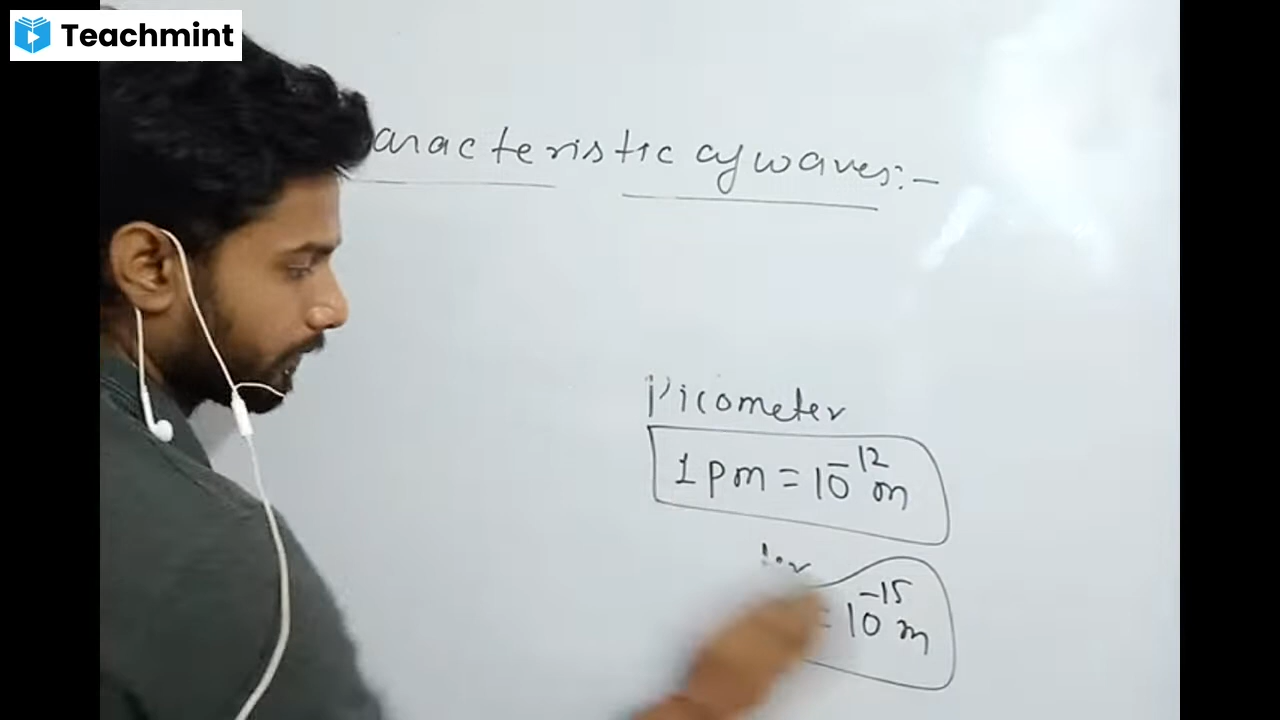 Teachmint
aracteristic of waves:-
Picometer
1 pm = 10⁻¹² m
= 10⁻¹⁵ m